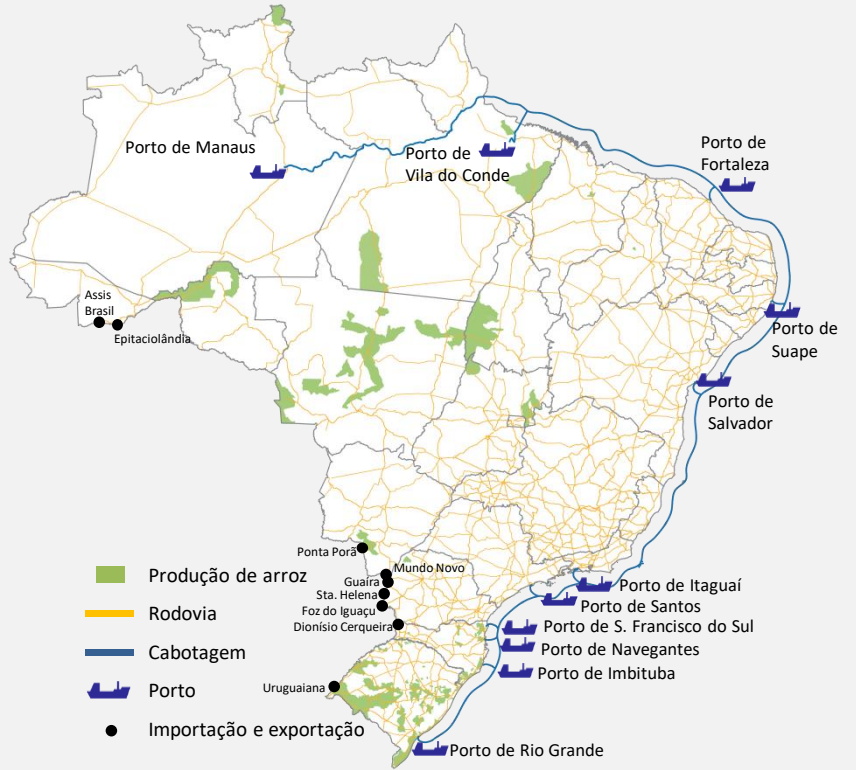 Porto de Manaus
Porto de
Vila do Conde
Porto de
Fortaleza
Assis
Brasil
Epitaciolândia
Porto de
Suape
Porto de
Salvador
Ponta Porã
Mundo Novo
Guaira
Sta. Helena
Foz do Iguaçu
Dionísio Cerqueira
Uruguaiana
Porto de Itaguaí
Porto de Santos
Porto de S. Francisco do Sul
Porto de Navegantes
Porto de Imbituba
Porto de Rio Grande
Produção de arroz
Rodovia
Cabotagem
Porto
Importação e exportação